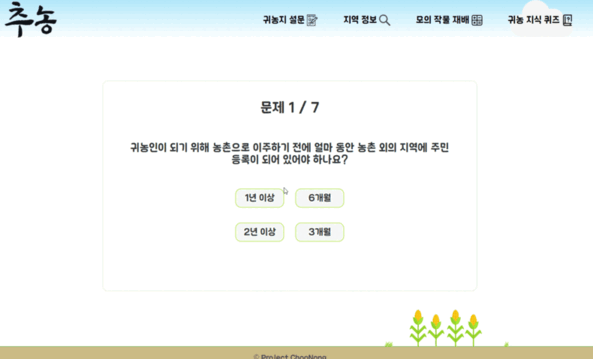 추농
귀농지 설문
지역 정보
모의 작물 재배
귀농 지식 퀴즈
문제 1 / 7
귀농인이 되기 위해 농촌으로 이주하기 전에 얼마 동안 농촌 외의 지역에 주민
등록이 되어 있어야 하나요?
1년 이상
6개월
2년 이상
3개월
© Project ChooNong